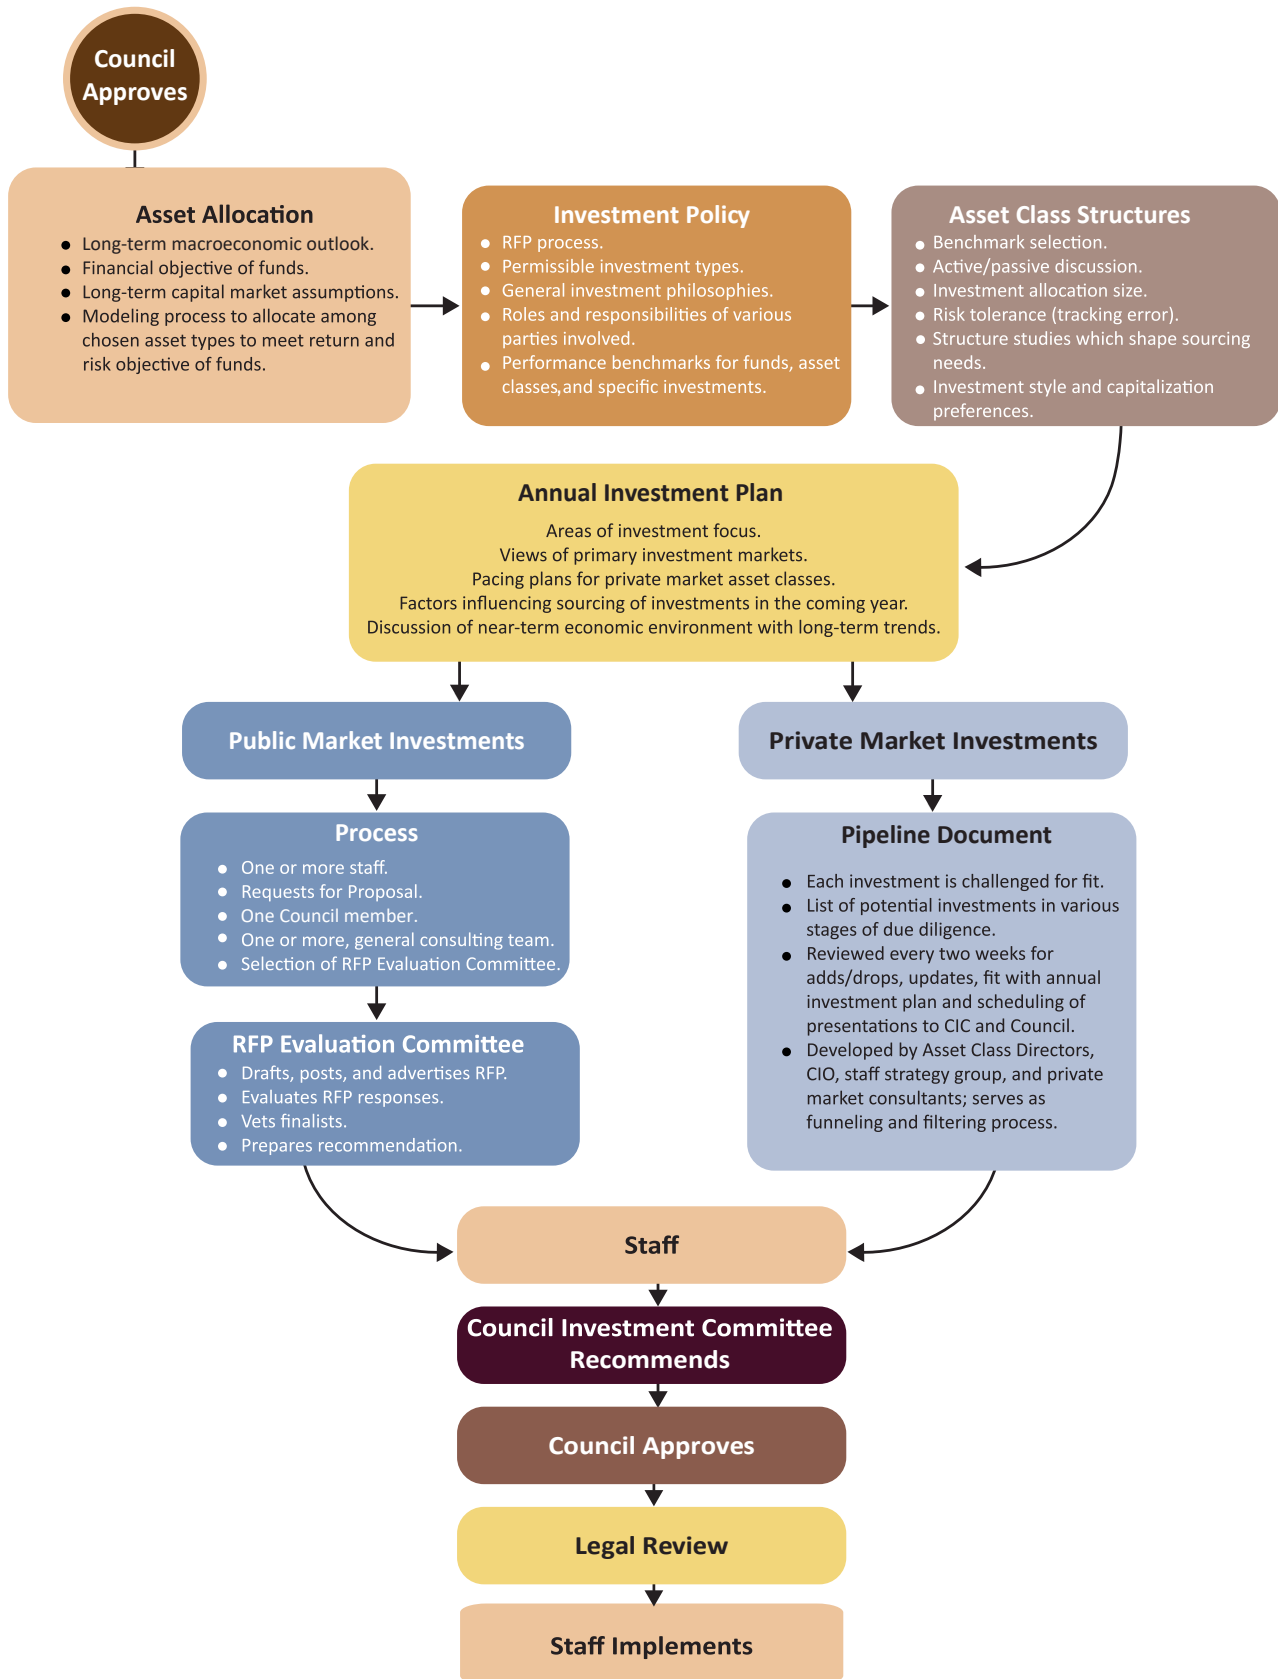 Council
Approves
Asset Allocation
Long-term macroeconomic outlook.
Financial objective of funds.
Long-term capital market assumptions.
Modeling process to allocate among
chosen asset types to meet return and
risk objective of funds.
Investment Policy
RFP process.
Permissible investment types.
General investment philosophies.
Roles and responsibilities of various
parties involved.
Performance benchmarks for funds, asset
classes,and specific investments.
Asset Class Structures
Benchmark selection.
Active/passive discussion.
Investment allocation size.
Risk tolerance (tracking error).
Structure studies which shape sourcing
needs.
Investment style and capitalization
preferences.
Annual Investment Plan
Areas of investment focus.
Views of primary investment markets.
Pacing plans for private market asset classes.
Factors influencing sourcing of investments in the coming year.
Discussion of near-term economic environment with long-term trends.
Public Market Investments
Process
One or more staff.
Requests for Proposal.
One Council member.
One or more, general consulting team.
Selection of RFP Evaluation Committee.
RFP Evaluation Committee
Drafts, posts, and advertises RFP.
Evaluates RFP responses.
Vets finalists.
Prepares recommendation.
Private Market Investments
Pipeline Document
Each investment is challenged for fit.
List of potential investments in various
stages of due diligence.
Reviewed every two weeks for
adds/drops, updates, fit with annual
investment plan and scheduling of
presentations to CIC and Council.
Developed by Asset Class Directors,
CIO, staff strategy group, and private
market consultants; serves as
funneling and filtering process.
Staff
Council Investment Committee
Recommends
Council Approves
Legal Review
Staff Implements